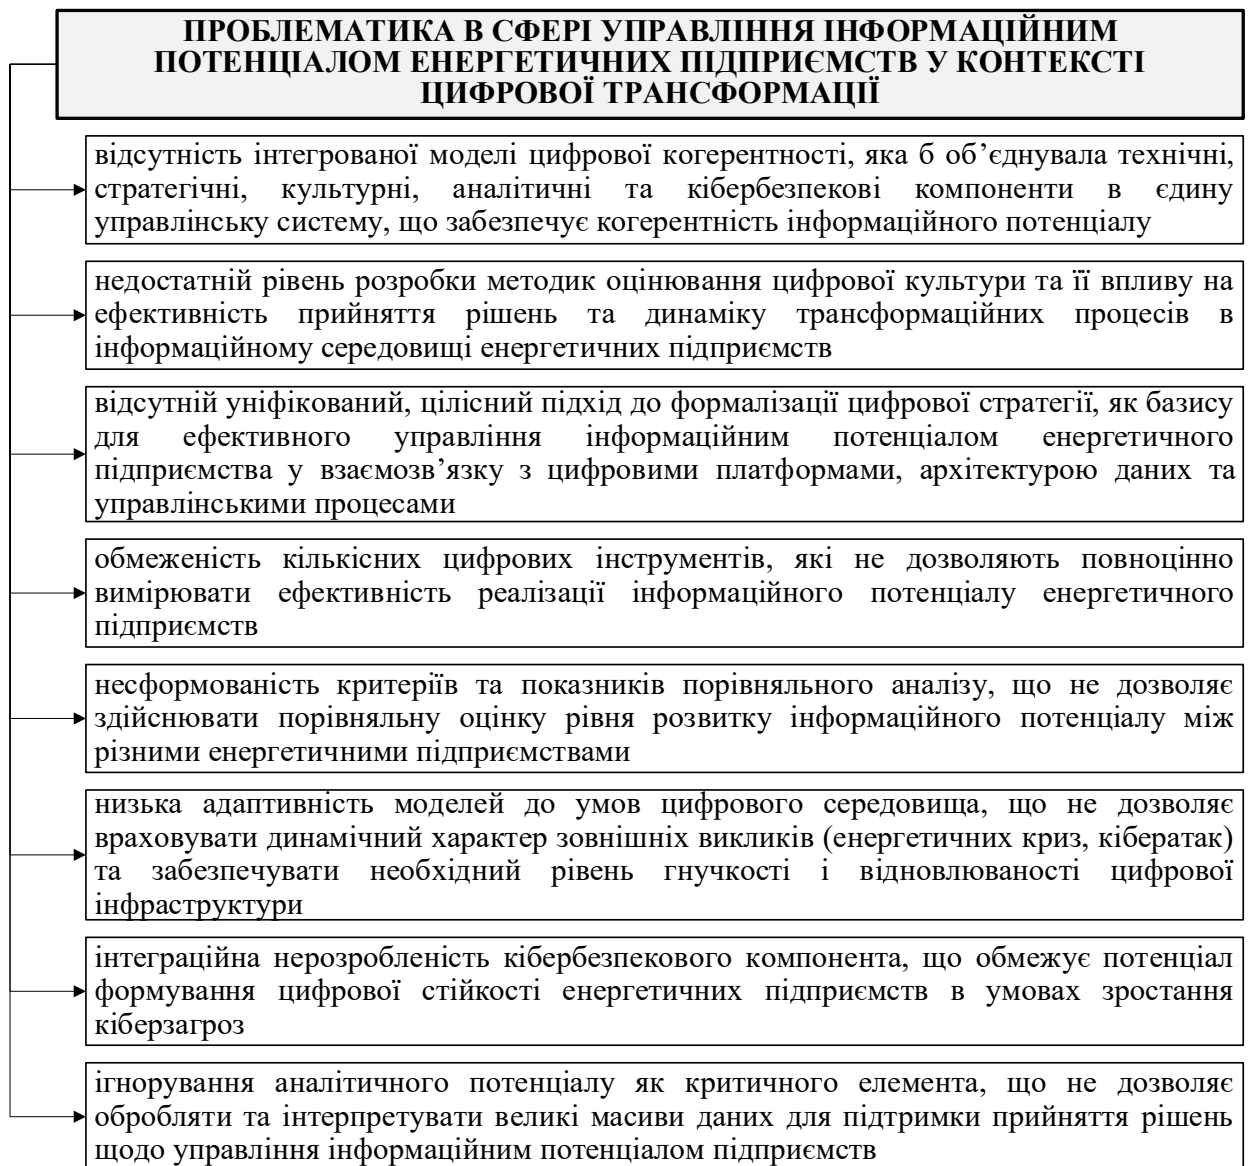 ПРОБЛЕМАТИКА В СФЕРІ УПРАВЛІННЯ ІНФОРМАЦІЙНИМ
ПОТЕНЦІАЛОМ ЕНЕРГЕТИЧНИХ ПІДПРИЄМСТВ У КОНТЕКСТІ
ЦИФРОВОЇ ТРАНСФОРМАЦІЇ
відсутність інтегрованої моделі цифрової когерентності, яка б об’єднувала технічні,
стратегічні, культурні, аналітичні та кібербезпекові компоненти в єдину
управлінську систему, що забезпечує когерентність інформаційного потенціалу
недостатній рівень розробки методик оцінювання цифрової культури та її впливу на
ефективність прийняття рішень та динаміку трансформаційних процесів в
інформаційному середовищі енергетичних підприємств
відсутній уніфікований, цілісний підхід до формалізації цифрової стратегії, як базису
для ефективного управління інформаційним потенціалом енергетичного
підприємства у взаємозв’язку з цифровими платформами, архітектурою даних та
управлінськими процесами
обмеженість кількісних цифрових інструментів, які не дозволяють повноцінно
вимірювати ефективність реалізації інформаційного потенціалу енергетичного
підприємств
несформованість критеріїв та показників порівняльного аналізу, що не дозволяє
здійснювати порівняльну оцінку рівня розвитку інформаційного потенціалу між
різними енергетичними підприємствами
низька адаптивність моделей до умов цифрового середовища, що не дозволяє
враховувати динамічний характер зовнішніх викликів (енергетичних криз, кібератак)
та забезпечувати необхідний рівень гнучкості і відновлюваності цифрової
інфраструктури
інтеграційна нерозробленість кібербезпекового компонента, що обмежує потенціал
формування цифрової стійкості енергетичних підприємств в умовах зростання
кіберзагроз
ігнорування аналітичного потенціалу як критичного елемента, що не дозволяє
обробляти та інтерпретувати великі масиви даних для підтримки прийняття рішень
щодо управління інформаційним потенціалом підприємств